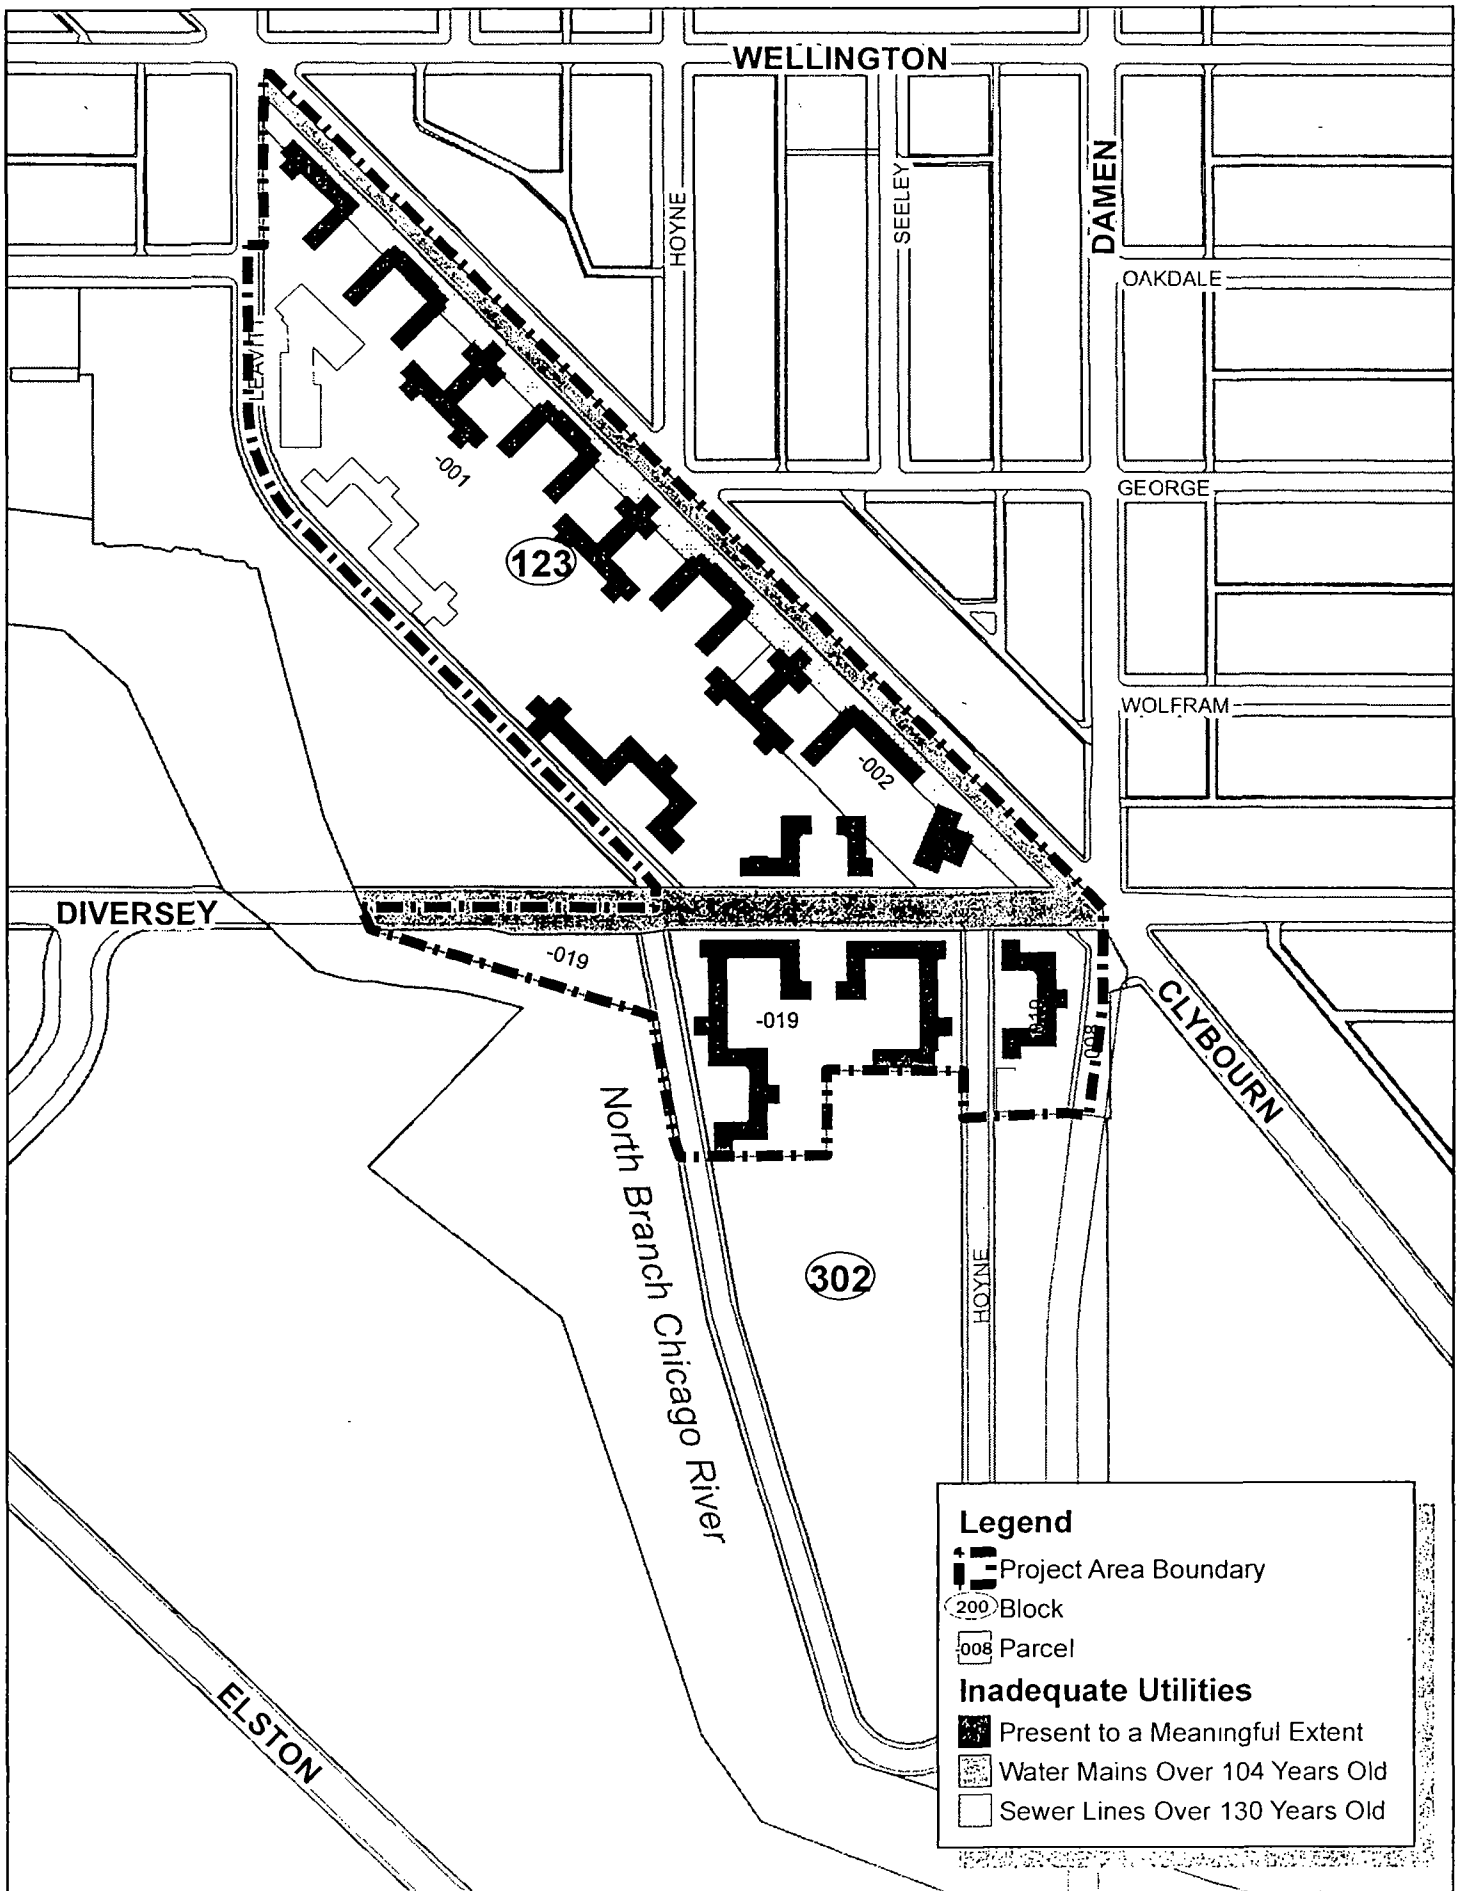 WELLINGTON
HOYNE
SEELEY
DAMEN
OAKDALE
LEAVITT
-001
GEORGE
123
WOLFRAM
-002
DIVERSEY
-019
-019
-019
-008
CLYBOURN
North Branch Chicago River
302
HOYNE
ELSTON
Legend
Project Area Boundary
200 Block
-008 Parcel
Inadequate Utilities
Present to a Meaningful Extent
Water Mains Over 104 Years Old
Sewer Lines Over 130 Years Old